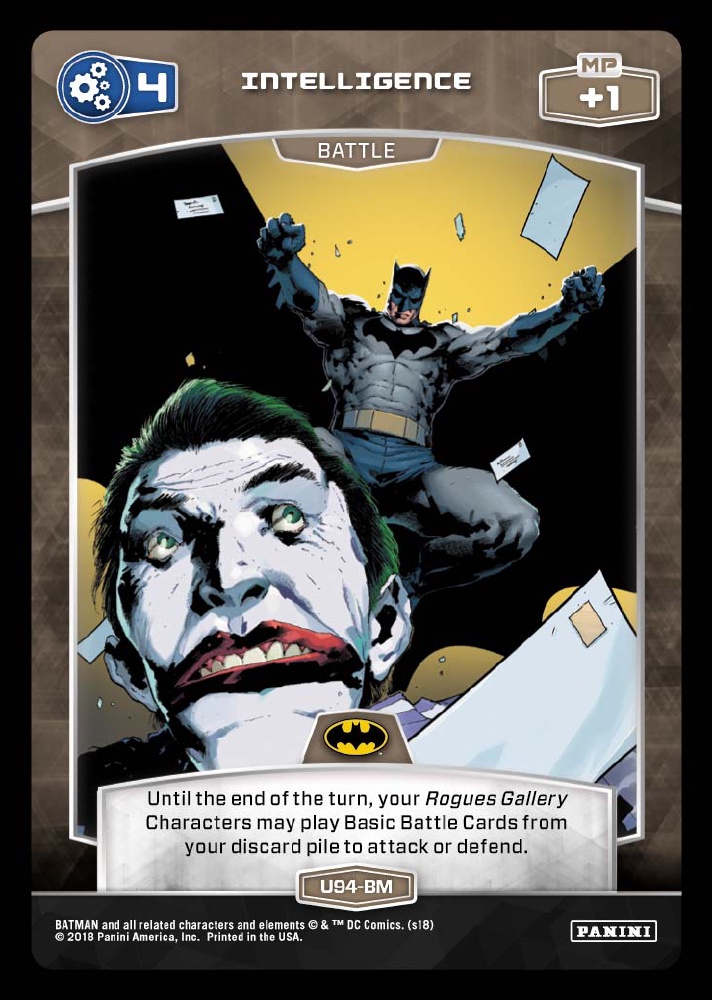 4
INTELLIGENCE
MP
+1
BATTLE
Until the end of the turn, your Rogues Gallery
Characters may play Basic Battle Cards from
your discard pile to attack or defend.
U94-BM
BATMAN and all related characters and elements © & ™ DC Comics. (s18)
© 2018 Panini America, Inc. Printed in the USA.
PANINI